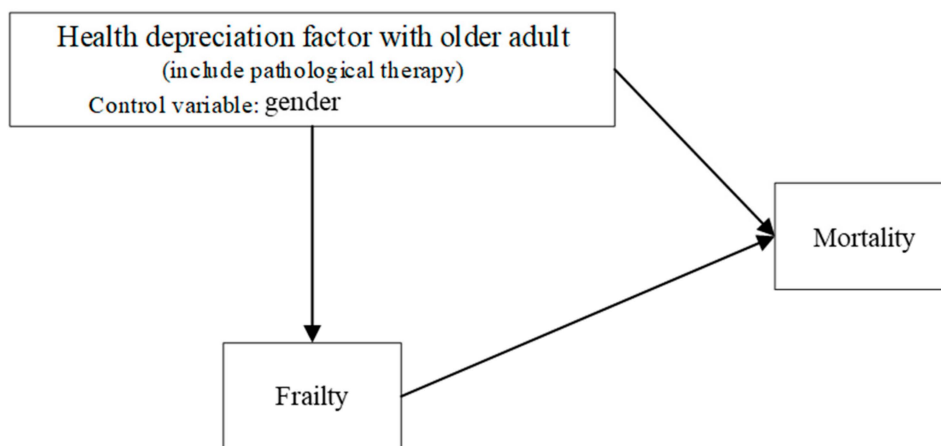 Health depreciation factor with older adult
(include pathological therapy)
Control variable: gender
Mortality
Frailty